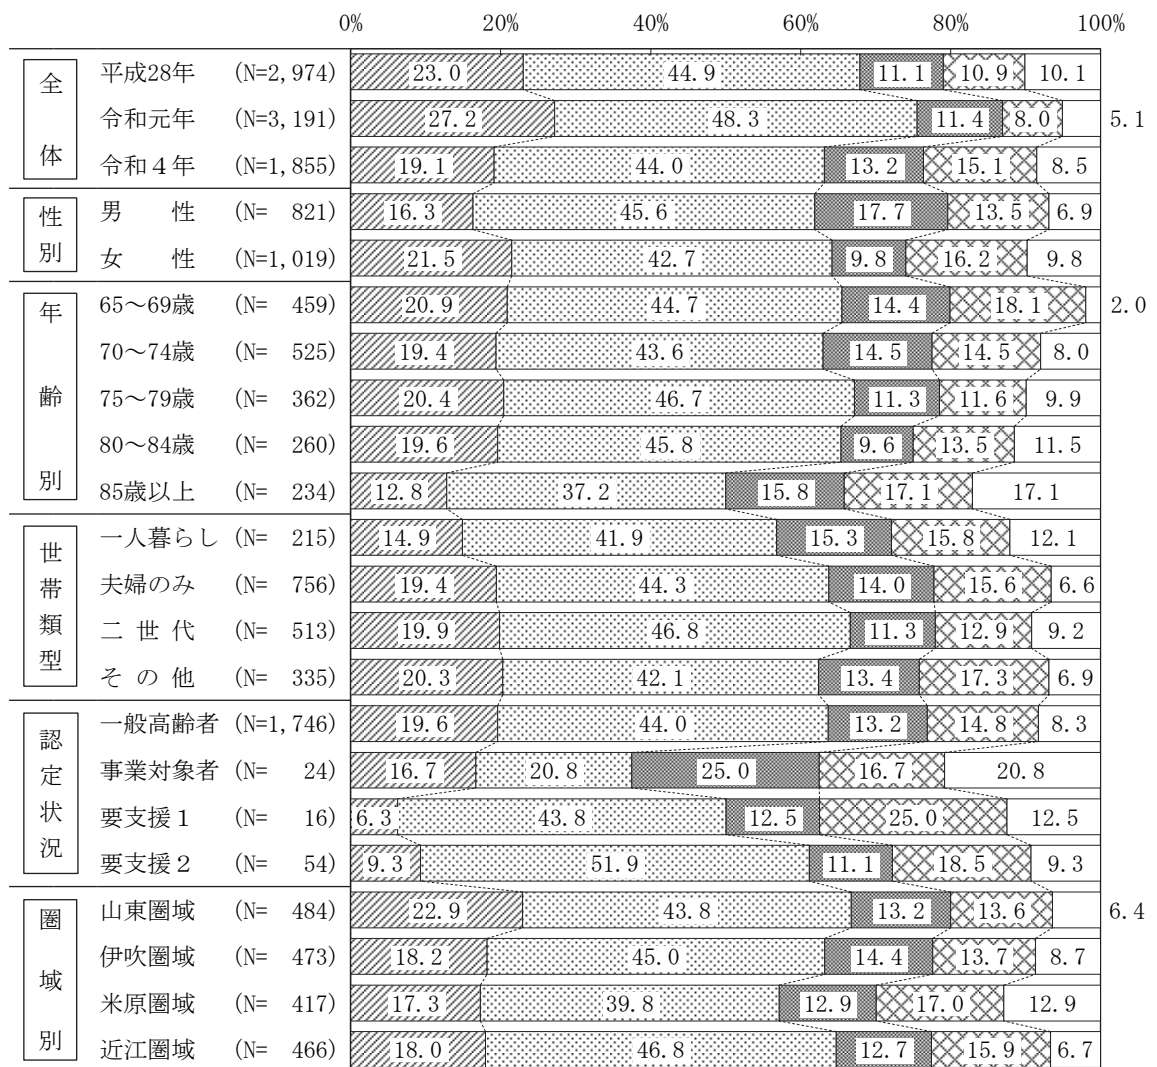 0% 20% 40% 60% 80% 100%
全体
平成28年 (N=2,974) 23.0 44.9 11.1 10.9 10.1
令和元年 (N=3,191) 27.2 48.3 11.4 8.0 5.1
令和4年 (N=1,855) 19.1 44.0 13.2 15.1 8.5
性別
男 性 (N= 821) 16.3 45.6 17.7 13.5 6.9
女 性 (N=1,019) 21.5 42.7 9.8 16.2 9.8
年齢別
65~69歳 (N= 459) 20.9 44.7 14.4 18.1 2.0
70~74歳 (N= 525) 19.4 43.6 14.5 14.5 8.0
75~79歳 (N= 362) 20.4 46.7 11.3 11.6 9.9
80~84歳 (N= 260) 19.6 45.8 9.6 13.5 11.5
85歳以上 (N= 234) 12.8 37.2 15.8 17.1 17.1
世帯類型
一人暮らし (N= 215) 14.9 41.9 15.3 15.8 12.1
夫婦のみ (N= 756) 19.4 44.3 14.0 15.6 6.6
二世代 (N= 513) 19.9 46.8 11.3 12.9 9.2
その他 (N= 335) 20.3 42.1 13.4 17.3 6.9
認定状況
一般高齢者 (N=1,746) 19.6 44.0 13.2 14.8 8.3
事業対象者 (N= 24) 16.7 20.8 25.0 16.7 20.8
要支援1 (N= 16) 6.3 43.8 12.5 25.0 12.5
要支援2 (N= 54) 9.3 51.9 11.1 18.5 9.3
圏域別
山東圏域 (N= 484) 22.9 43.8 13.2 13.6 6.4
伊吹圏域 (N= 473) 18.2 45.0 14.4 13.7 8.7
米原圏域 (N= 417) 17.3 39.8 12.9 17.0 12.9
近江圏域 (N= 466) 18.0 46.8 12.7 15.9 6.7